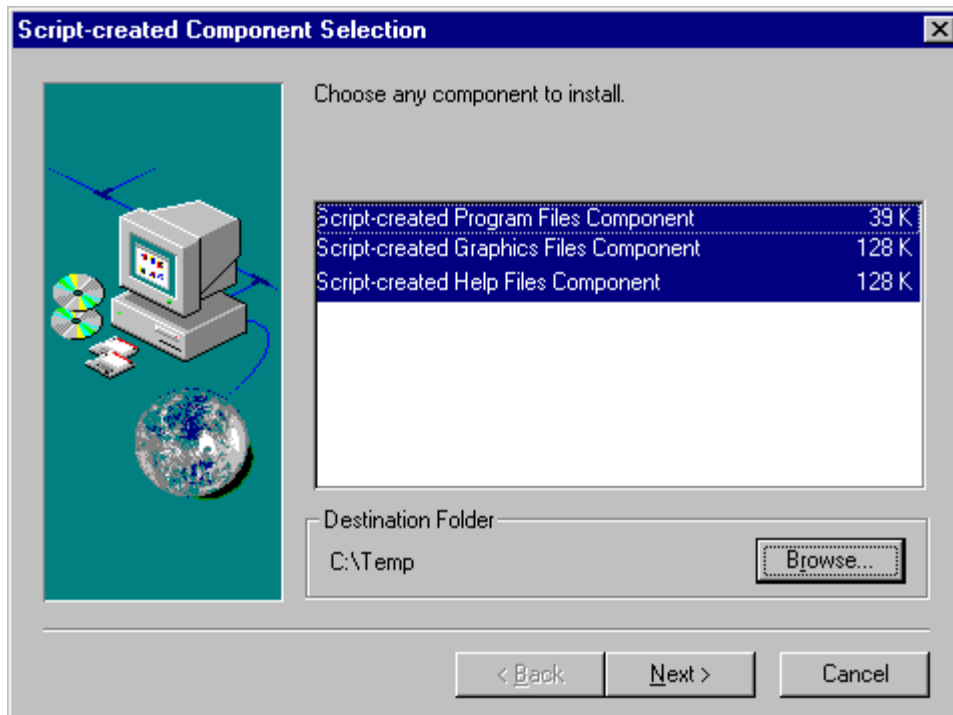 Script-created Component Selection
Choose any component to install.
Script-created Program Files Component 39 K
Script-created Graphics Files Component 128 K
Script-created Help Files Component 128 K
Destination Folder
C:\Temp Browse...
< Back Next > Cancel